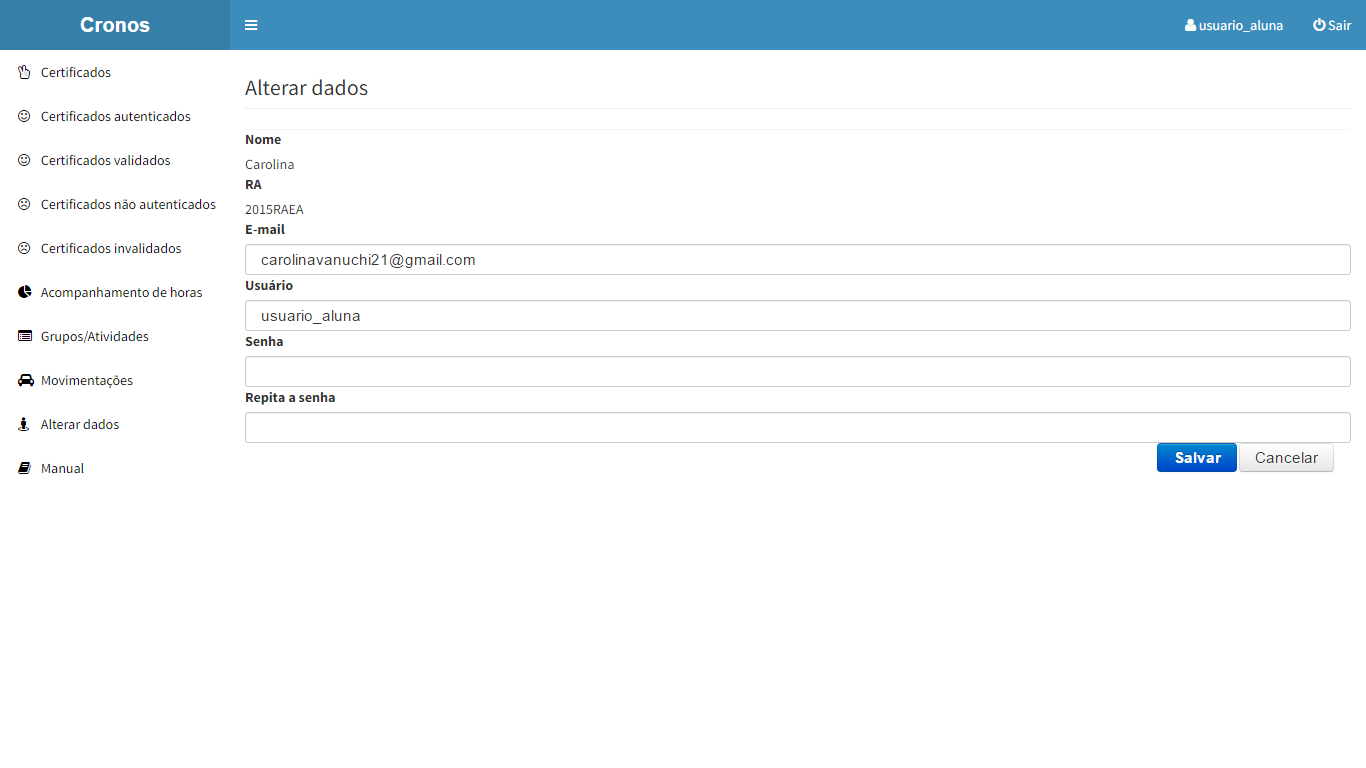 Cronos
usuario_aluna Sair
Certificados
Certificados autenticados
Certificados validados
Certificados não autenticados
Certificados invalidados
Acompanhamento de horas
Grupos/Atividades
Movimentações
Alterar dados
Manual
Alterar dados
Nome
Carolina
RA
2015RAEA
E-mail
carolinavanuchi21@gmail.com
Usuário
usuario_aluna
Senha
Repita a senha
Salvar Cancelar